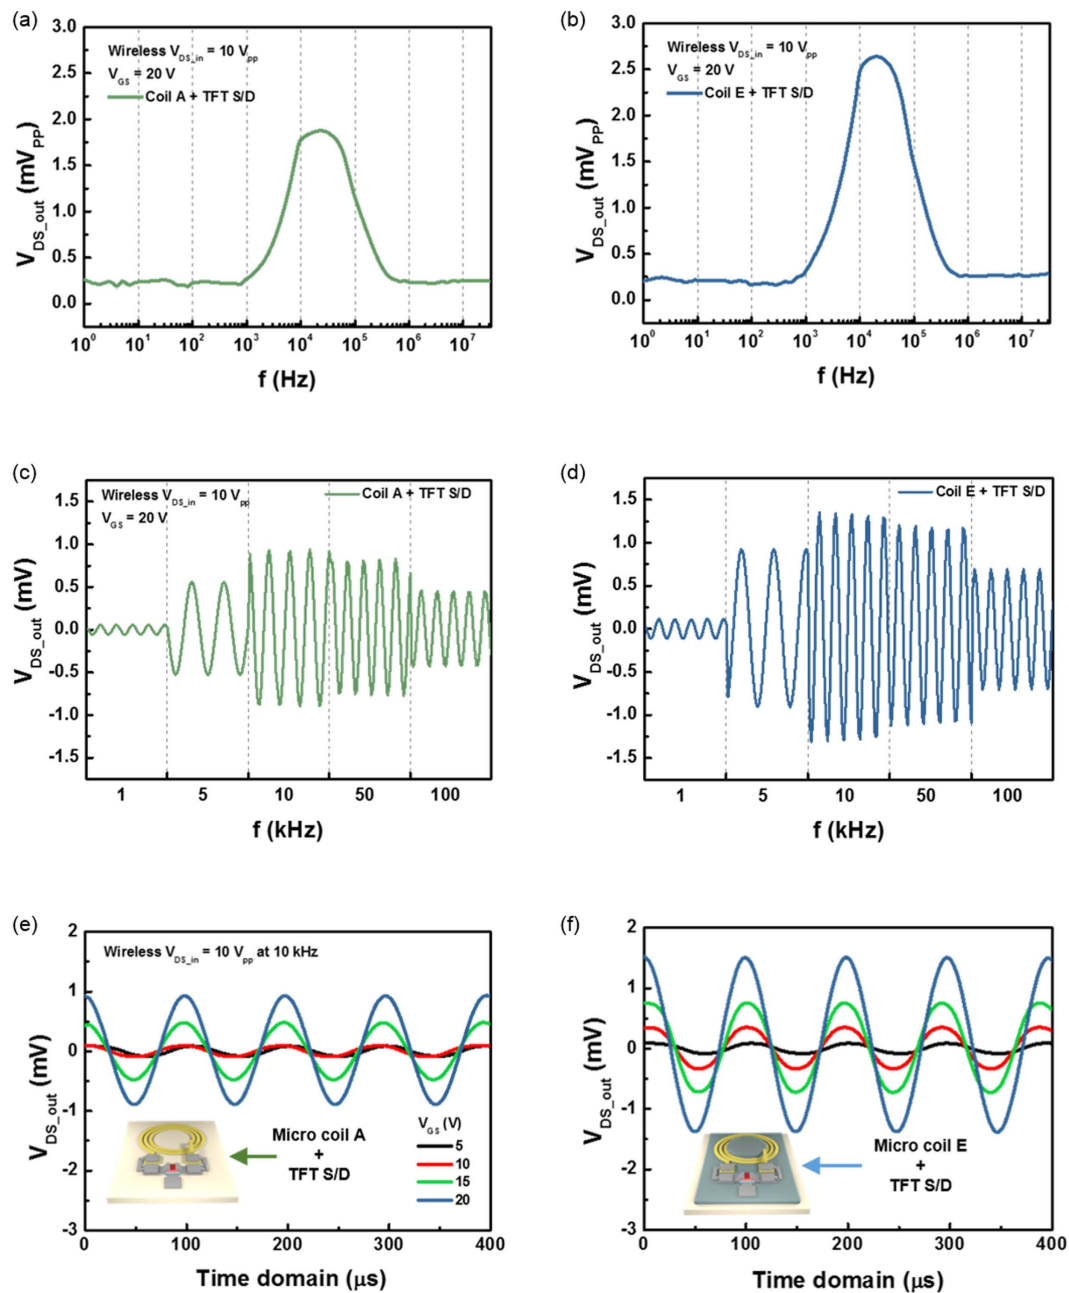 (a)
Wireless V_DS_in = 10 V_pp
V_GS = 20 V
Coil A + TFT S/D
V_DS_out (mV_PP)
3.0
2.5
2.0
1.5
1.0
0.5
0.0
10^0 10^1 10^2 10^3 10^4 10^5 10^6 10^7
f (Hz)
(b)
Wireless V_DS_in = 10 V_pp
V_GS = 20 V
Coil E + TFT S/D
V_DS_out (mV_PP)
3.0
2.5
2.0
1.5
1.0
0.5
0.0
10^0 10^1 10^2 10^3 10^4 10^5 10^6 10^7
f (Hz)
(c)
Wireless V_DS_in = 10 V_pp
V_GS = 20 V
Coil A + TFT S/D
V_DS_out (mV)
1.5
1.0
0.5
0.0
-0.5
-1.0
-1.5
1 5 10 50 100
f (kHz)
(d)
Coil E + TFT S/D
V_DS_out (mV)
1.5
1.0
0.5
0.0
-0.5
-1.0
-1.5
1 5 10 50 100
f (kHz)
(e)
Wireless V_DS_in = 10 V_pp at 10 kHz
V_DS_out (mV)
2
1
0
-1
-2
-3
Micro coil A
+
TFT S/D
V_GS (V)
5
10
15
20
0 100 200 300 400
Time domain (μs)
(f)
V_DS_out (mV)
2
1
0
-1
-2
-3
Micro coil E
+
TFT S/D
0 100 200 300 400
Time domain (μs)